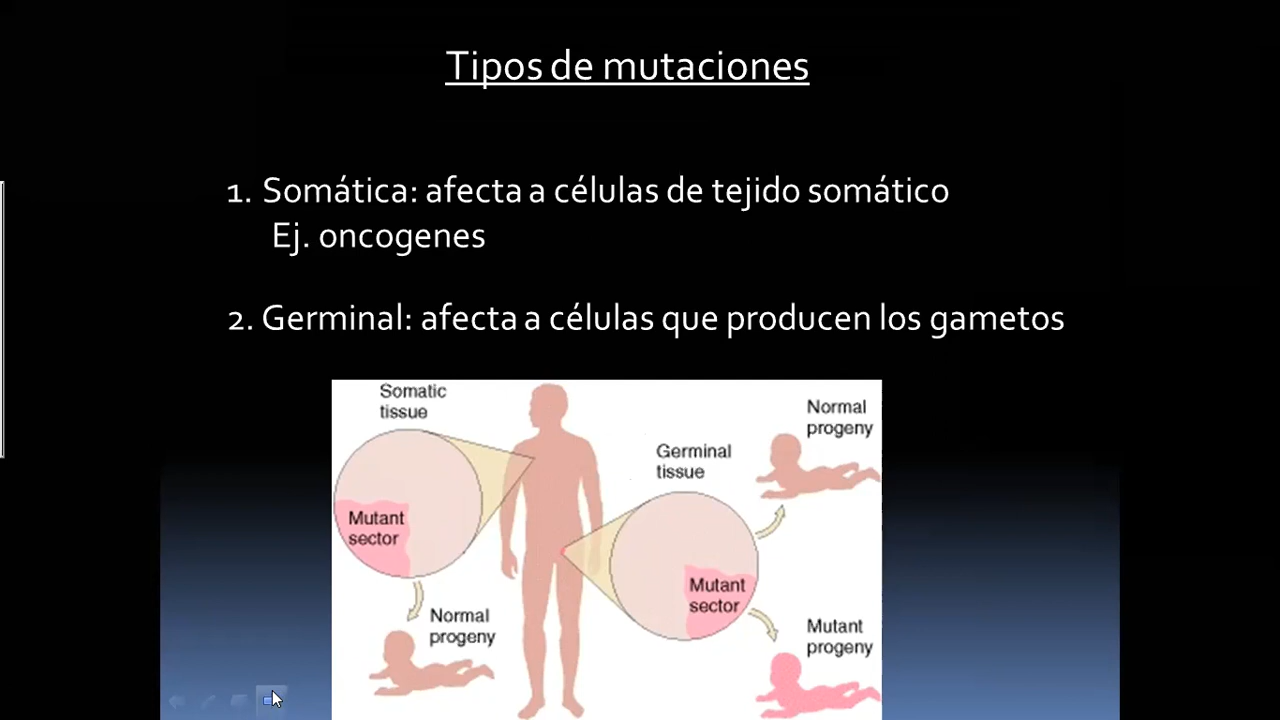 Tipos de mutaciones
1. Somática: afecta a células de tejido somático
Ej. oncogenes
2. Germinal: afecta a células que producen los gametos
Somatic
tissue
Mutant
sector
Normal
progeny
Germinal
tissue
Mutant
sector
Normal
progeny
Mutant
progeny